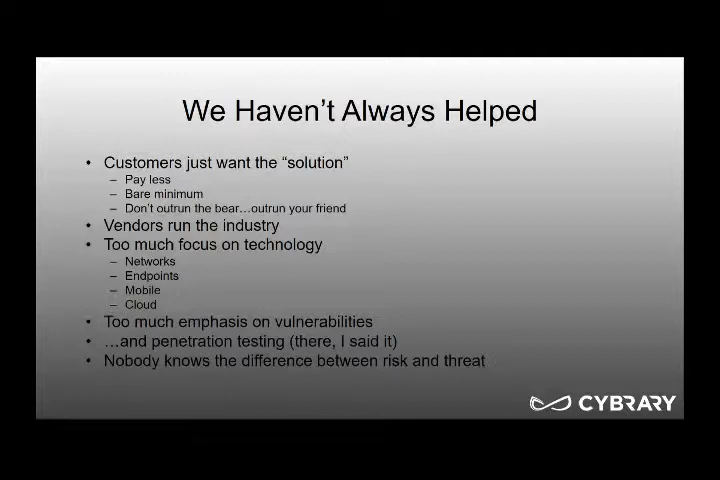 We Haven't Always Helped
• Customers just want the “solution”
– Pay less
– Bare minimum
– Don't outrun the bear…outrun your friend
• Vendors run the industry
• Too much focus on technology
– Networks
– Endpoints
– Mobile
– Cloud
• Too much emphasis on vulnerabilities
• …and penetration testing (there, I said it)
• Nobody knows the difference between risk and threat
CYBRARY